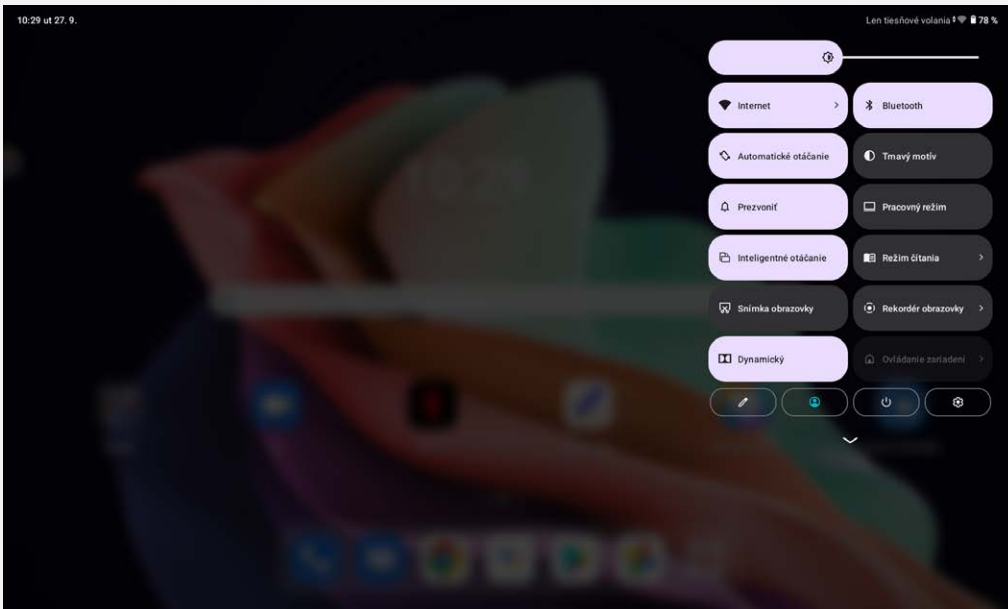 10:29 ut 27. 9.
Len tiesňové volania 78 %
Internet
Bluetooth
Automatické otáčanie
Tmavý motív
Prezvoniť
Pracovný režim
Inteligentné otáčanie
Režim čítania
Snímka obrazovky
Rekordér obrazovky
Dynamický
Ovládanie zariadení